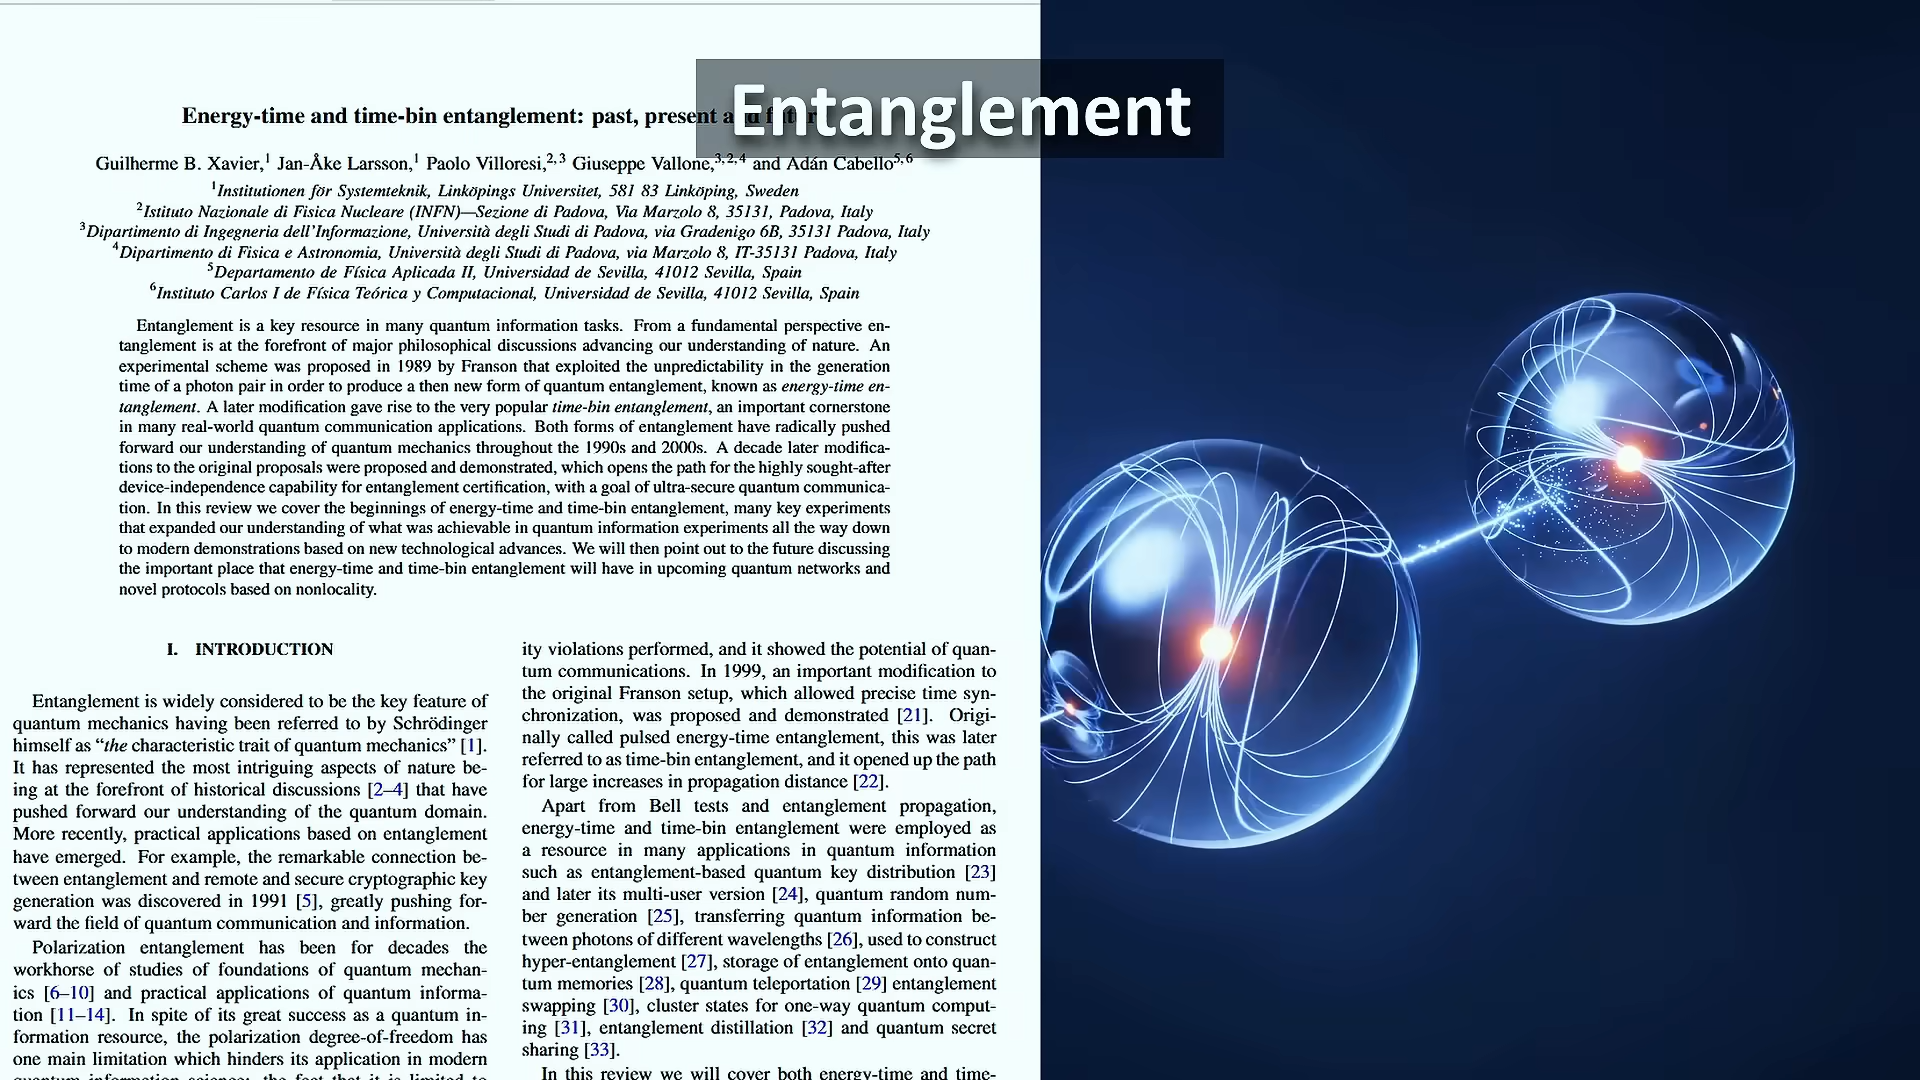 Entanglement
Energy-time and time-bin entanglement: past, present and future
Guilherme B. Xavier,1 Jan-Åke Larsson,1 Paolo Villoresi,2,3 Giuseppe Vallone,3,2,4 and Adán Cabello5,6
1Institutionen för Systemteknik, Linköpings Universitet, 581 83 Linköping, Sweden
2Istituto Nazionale di Fisica Nucleare (INFN)—Sezione di Padova, Via Marzolo 8, 35131, Padova, Italy
3Dipartimento di Ingegneria dell'Informazione, Università degli Studi di Padova, via Gradenigo 6B, 35131 Padova, Italy
4Dipartimento di Fisica e Astronomia, Università degli Studi di Padova, via Marzolo 8, IT-35131 Padova, Italy
5Departamento de Física Aplicada II, Universidad de Sevilla, 41012 Sevilla, Spain
6Instituto Carlos I de Física Teórica y Computacional, Universidad de Sevilla, 41012 Sevilla, Spain
Entanglement is a key resource in many quantum information tasks. From a fundamental perspective en-
tanglement is at the forefront of major philosophical discussions advancing our understanding of nature. An
experimental scheme was proposed in 1989 by Franson that exploited the unpredictability in the generation
time of a photon pair in order to produce a then new form of quantum entanglement, known as energy-time en-
tanglement. A later modification gave rise to the very popular time-bin entanglement, an important cornerstone
in many real-world quantum communication applications. Both forms of entanglement have radically pushed
forward our understanding of quantum mechanics throughout the 1990s and 2000s. A decade later modifica-
tions to the original proposals were proposed and demonstrated, which opens the path for the highly sought-after
device-independence capability for entanglement certification, with a goal of ultra-secure quantum communica-
tion. In this review we cover the beginnings of energy-time and time-bin entanglement, many key experiments
that expanded our understanding of what was achievable in quantum information experiments all the way down
to modern demonstrations based on new technological advances. We will then point out to the future discussing
the important place that energy-time and time-bin entanglement will have in upcoming quantum networks and
novel protocols based on nonlocality.
I. INTRODUCTION
Entanglement is widely considered to be the key feature of
quantum mechanics having been referred to by Schrödinger
himself as “the characteristic trait of quantum mechanics” [1].
It has represented the most intriguing aspects of nature be-
ing at the forefront of historical discussions [2–4] that have
pushed forward our understanding of the quantum domain.
More recently, practical applications based on entanglement
have emerged. For example, the remarkable connection be-
tween entanglement and remote and secure cryptographic key
generation was discovered in 1991 [5], greatly pushing for-
ward the field of quantum communication and information.
Polarization entanglement has been for decades the
workhorse of studies of foundations of quantum mechan-
ics [6–10] and practical applications of quantum informa-
tion [11–14]. In spite of its great success as a quantum in-
formation resource, the polarization degree-of-freedom has
one main limitation which hinders its application in modern
quantum information science: the fact that it is limited to
ity violations performed, and it showed the potential of quan-
tum communications. In 1999, an important modification to
the original Franson setup, which allowed precise time syn-
chronization, was proposed and demonstrated [21]. Origi-
nally called pulsed energy-time entanglement, this was later
referred to as time-bin entanglement, and it opened up the path
for large increases in propagation distance [22].
Apart from Bell tests and entanglement propagation,
energy-time and time-bin entanglement were employed as
a resource in many applications in quantum information
such as entanglement-based quantum key distribution [23]
and later its multi-user version [24], quantum random num-
ber generation [25], transferring quantum information be-
tween photons of different wavelengths [26], used to construct
hyper-entanglement [27], storage of entanglement onto quan-
tum memories [28], quantum teleportation [29] entanglement
swapping [30], cluster states for one-way quantum comput-
ing [31], entanglement distillation [32] and quantum secret
sharing [33].
In this review we will cover both energy-time and time-